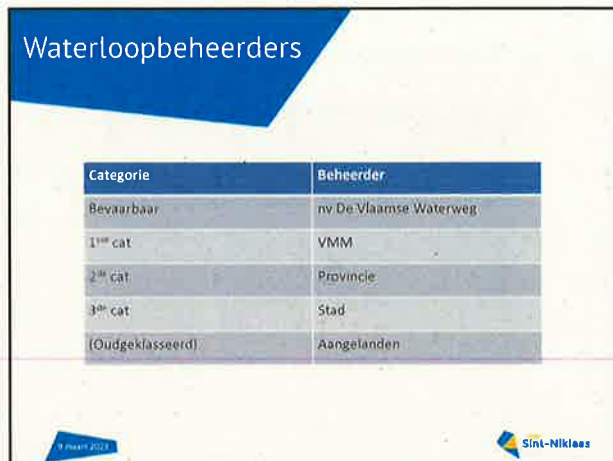 Waterloopbeheerders
Categorie Beheerder
Bevaarbaar nv De Vlaamse Waterweg
1ste cat VMM
2de cat Provincie
3de cat Stad
(Oudgeklasseerd) Aangelanden
9 maart 2023
Sint-Niklaas